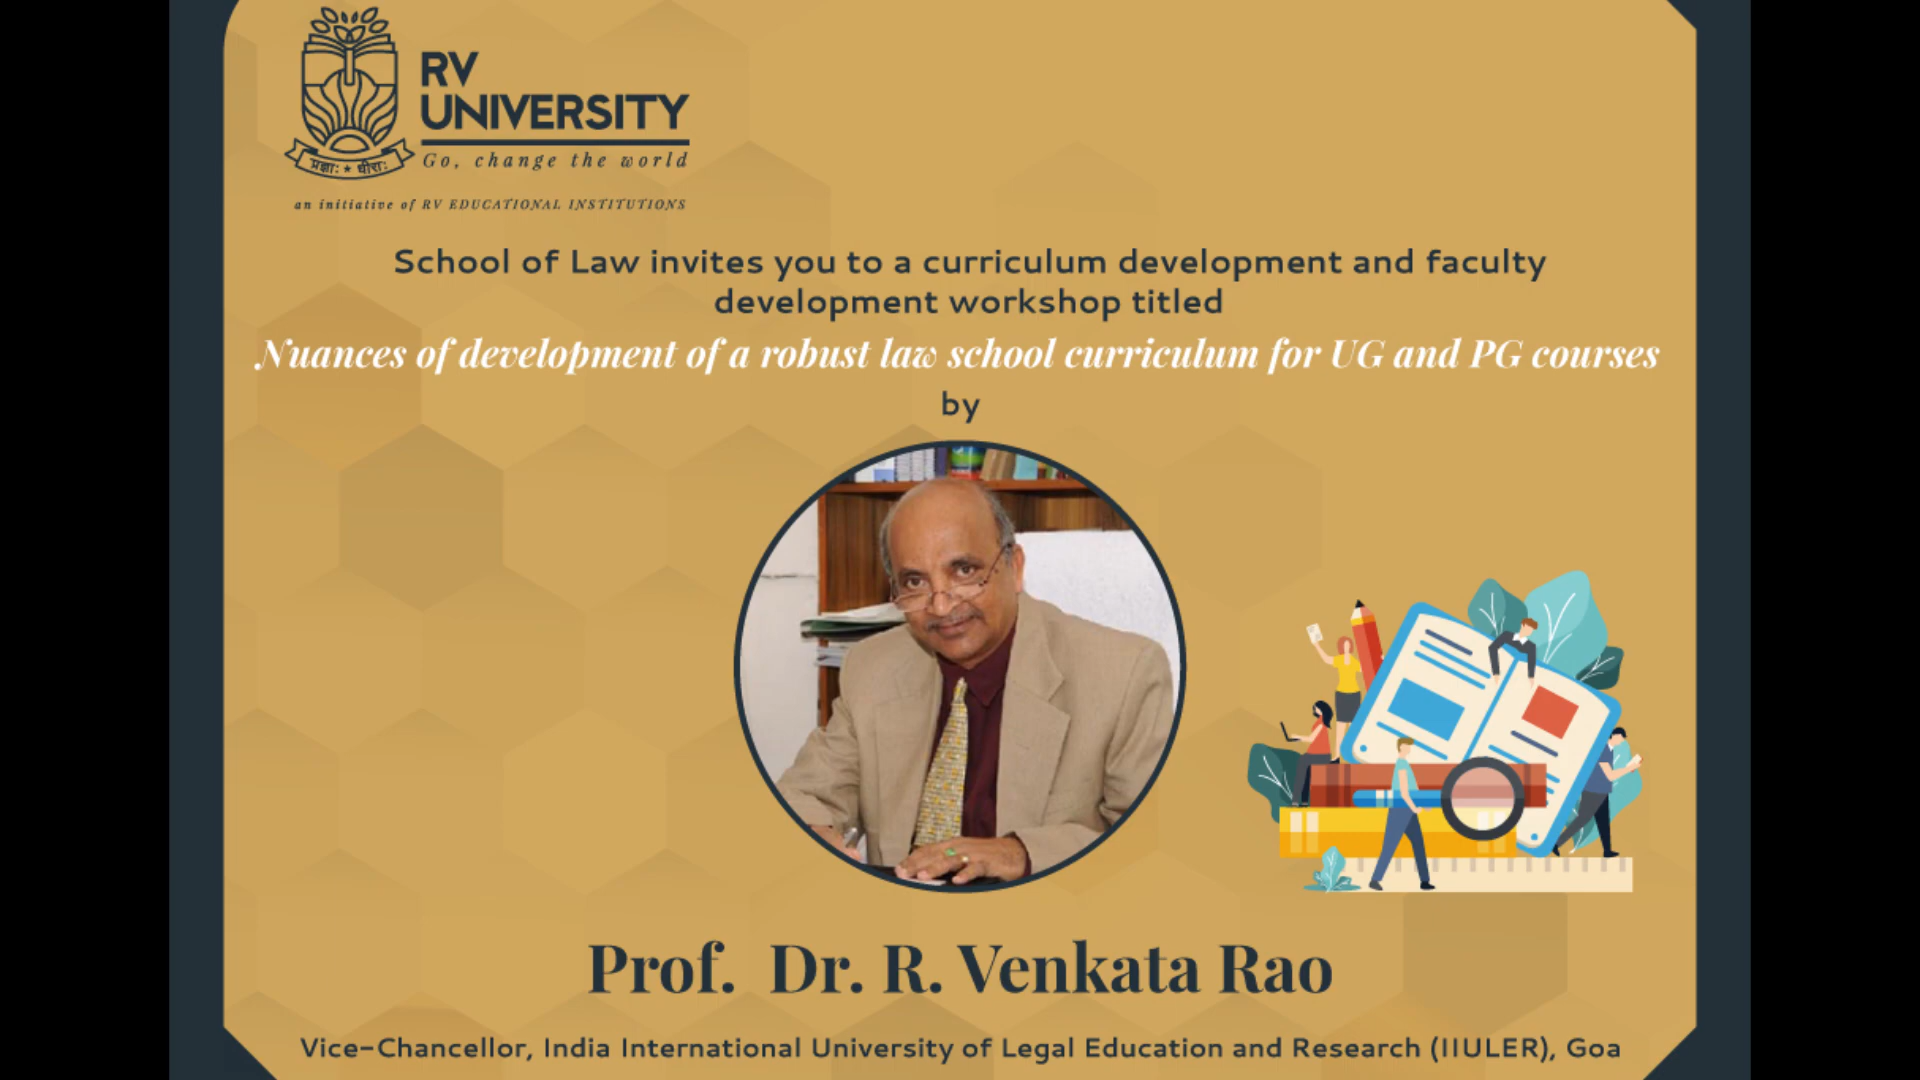 RV
UNIVERSITY
Go, change the world
प्रज्ञाः * धीराः
an initiative of RV EDUCATIONAL INSTITUTIONS
School of Law invites you to a curriculum development and faculty
development workshop titled
Nuances of development of a robust law school curriculum for UG and PG courses
by
Prof. Dr. R. Venkata Rao
Vice-Chancellor, India International University of Legal Education and Research (IIULER), Goa